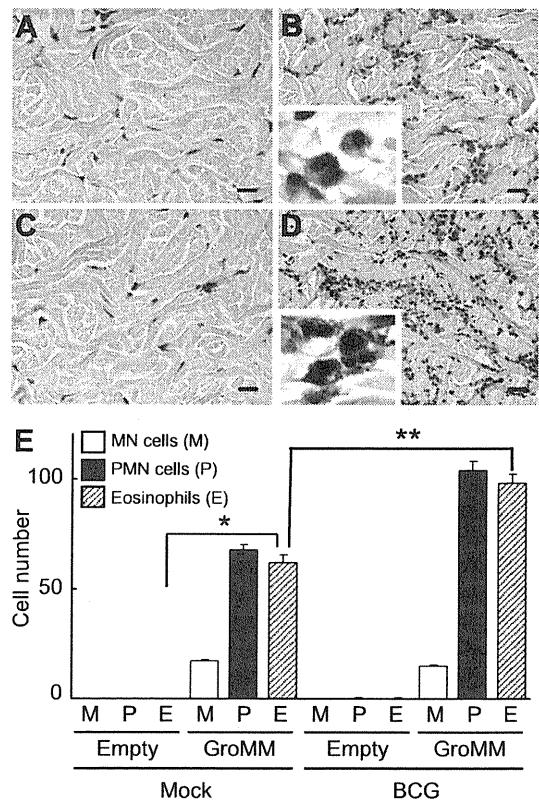 A
B
C
D
E
MN cells (M)
PMN cells (P)
Eosinophils (E)
*
**
Cell number
100
50
0
M P E M P E M P E M P E
Empty GroMM Empty GroMM
Mock BCG